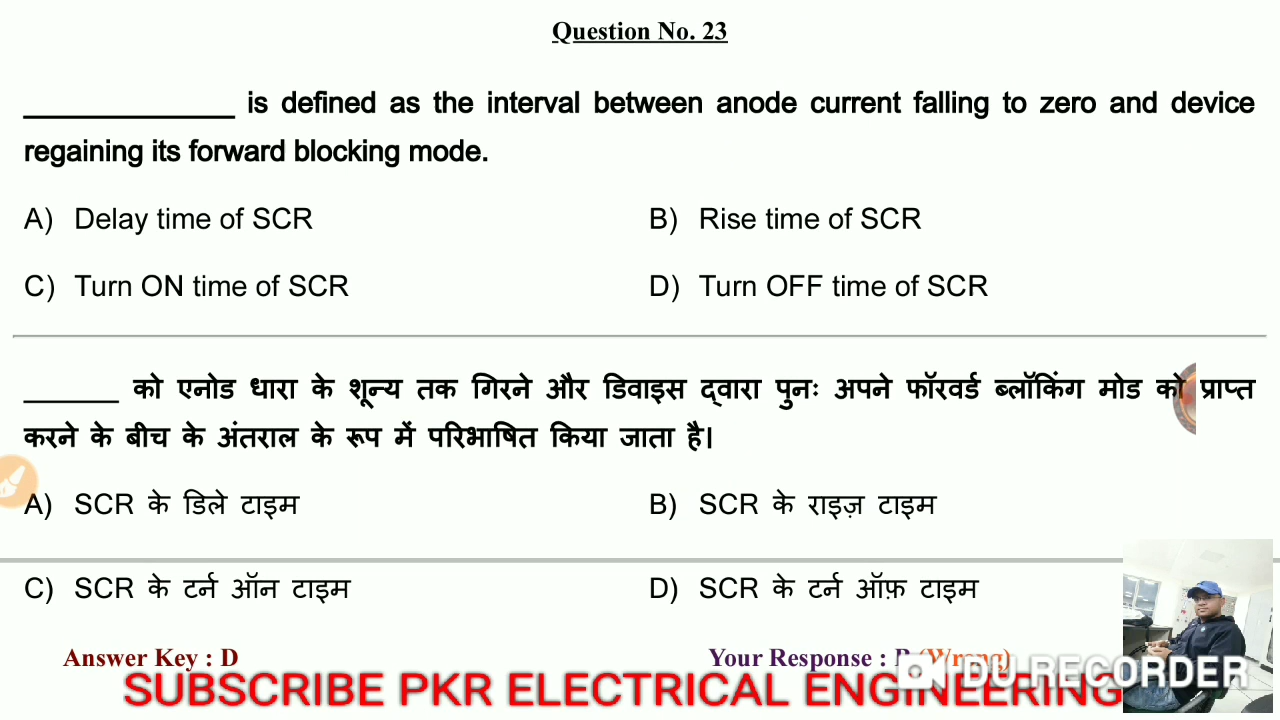 Question No. 23
____________ is defined as the interval between anode current falling to zero and device
regaining its forward blocking mode.
A) Delay time of SCR B) Rise time of SCR
C) Turn ON time of SCR D) Turn OFF time of SCR
______ को एनोड धारा के शून्य तक गिरने और डिवाइस द्वारा पुनः अपने फॉरवर्ड ब्लॉकिंग मोड को प्राप्त
करने के बीच के अंतराल के रूप में परिभाषित किया जाता है।
A) SCR के डिले टाइम B) SCR के राइज़ टाइम
C) SCR के टर्न ऑन टाइम D) SCR के टर्न ऑफ़ टाइम
Answer Key : D Your Response : (Wrong)
SUBSCRIBE PKR ELECTRICAL ENGINEERING
DU RECORDER